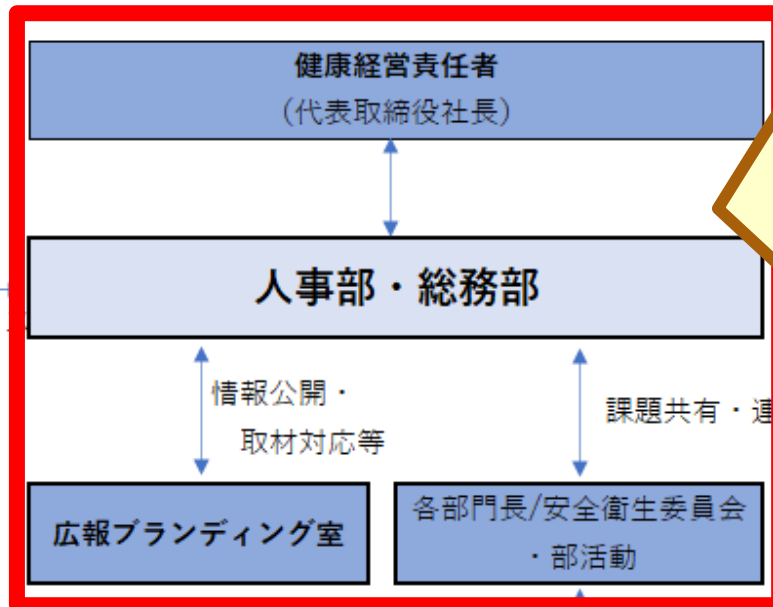 健康経営責任者
(代表取締役社長)
人事部・総務部
情報公開・
取材対応等
課題共有・連
広報ブランディング室
各部門長/安全衛生委員会
・部活動